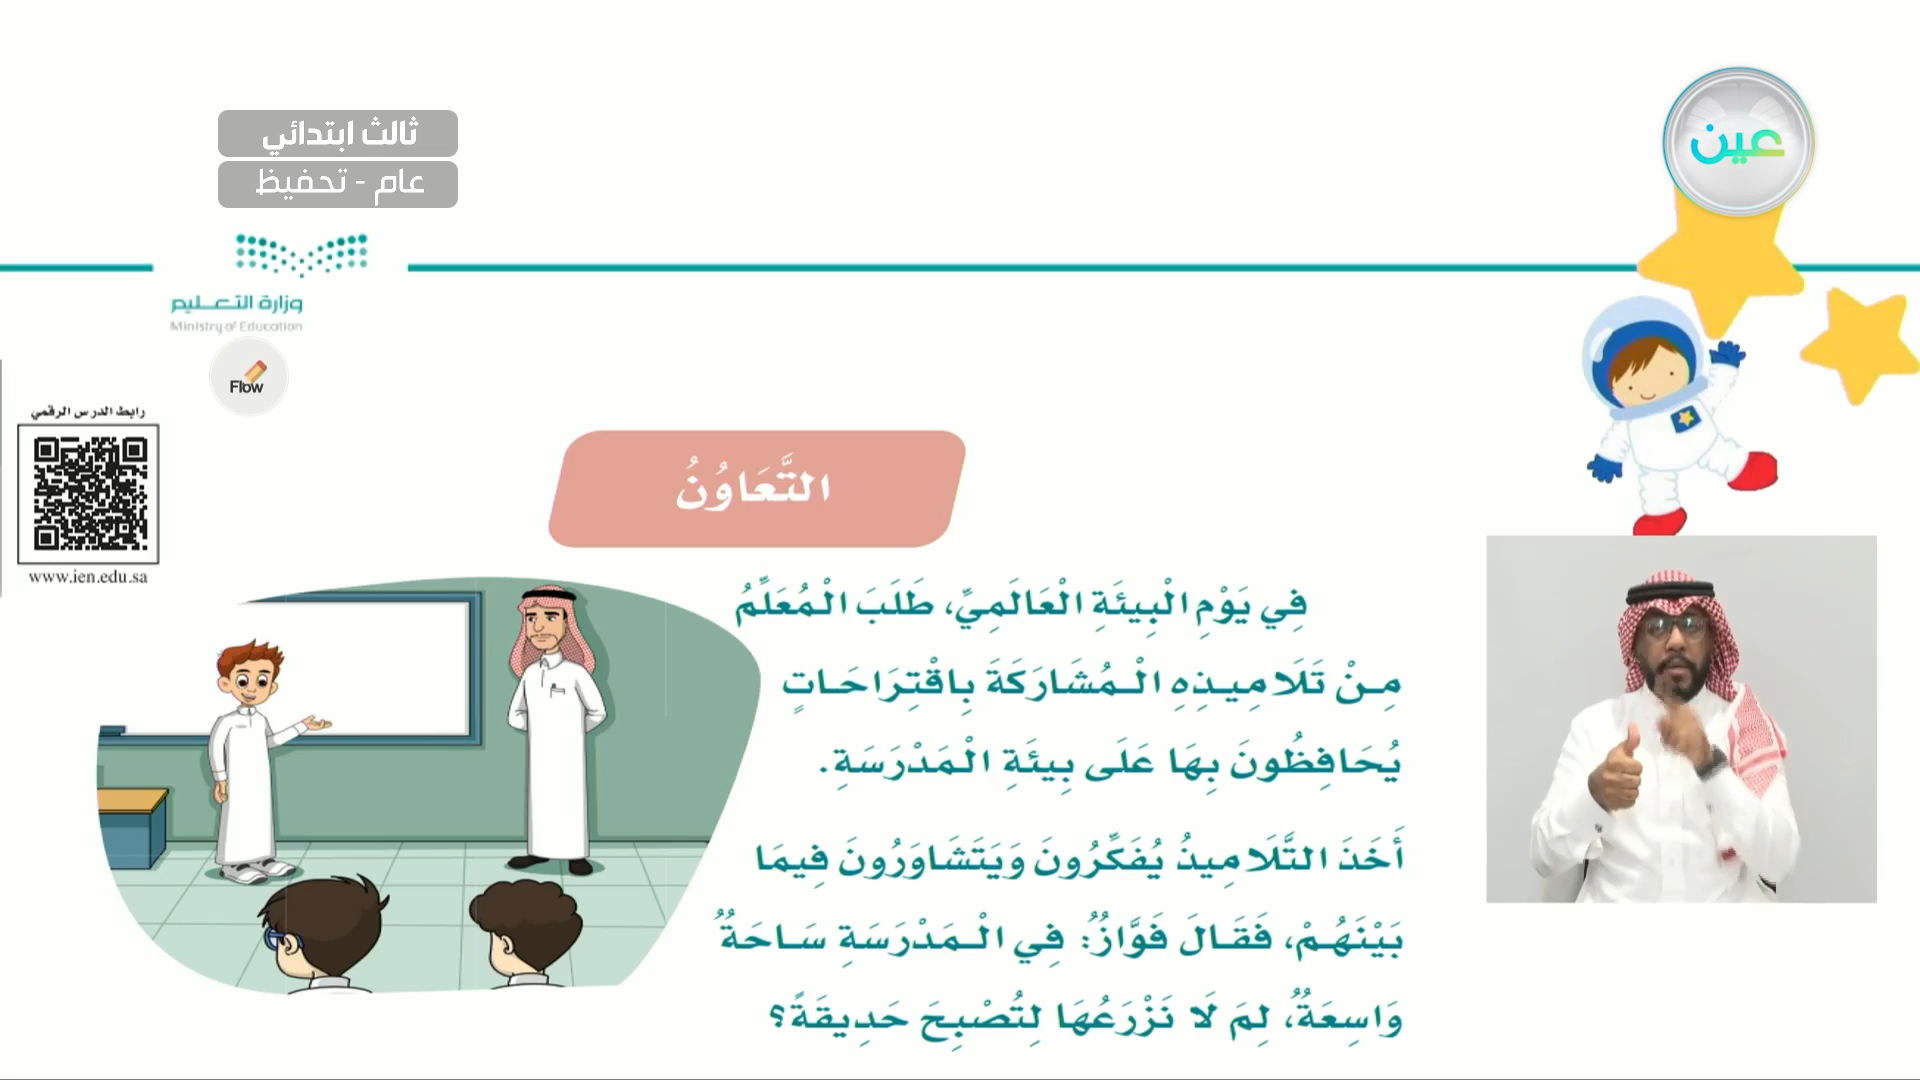 عين
ثالث ابتدائي
عام - تحفيظ
وزارة التعليم
Ministry of Education
Flow
رابط الدرس الرقمي
www.ien.edu.sa
التَّعَاوُنُ
فِي يَوْمِ الْبِيئَةِ الْعَالَمِيِّ، طَلَبَ الْمُعَلِّمُ
مِنْ تَلَامِيذِهِ الْمُشَارَكَةَ بِاقْتِرَاحَاتٍ
يُحَافِظُونَ بِهَا عَلَى بِيئَةِ الْمَدْرَسَةِ.
أَخَذَ التَّلَامِيذُ يُفَكِّرُونَ وَيَتَشَاوَرُونَ فِيمَا
بَيْنَهُمْ، فَقَالَ فَوَّازٌ: فِي الْمَدْرَسَةِ سَاحَةٌ
وَاسِعَةٌ، لِمَ لَا نَزْرَعُهَا لِتُصْبِحَ حَدِيقَةً؟